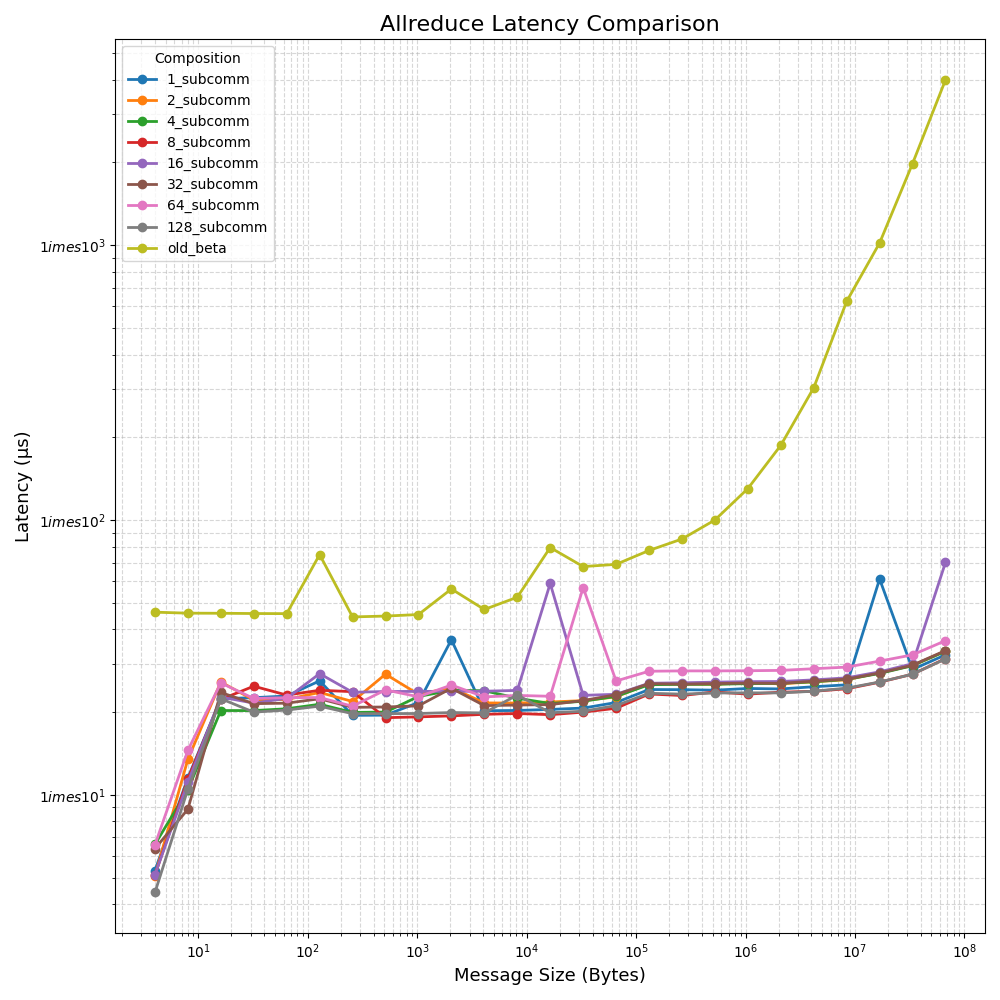 Allreduce Latency Comparison
Composition
1_subcomm
2_subcomm
4_subcomm
8_subcomm
16_subcomm
32_subcomm
64_subcomm
128_subcomm
old_beta
Latency (µs)
1imes10³
1imes10²
1imes10¹
10¹ 10² 10³ 10⁴ 10⁵ 10⁶ 10⁷ 10⁸
Message Size (Bytes)